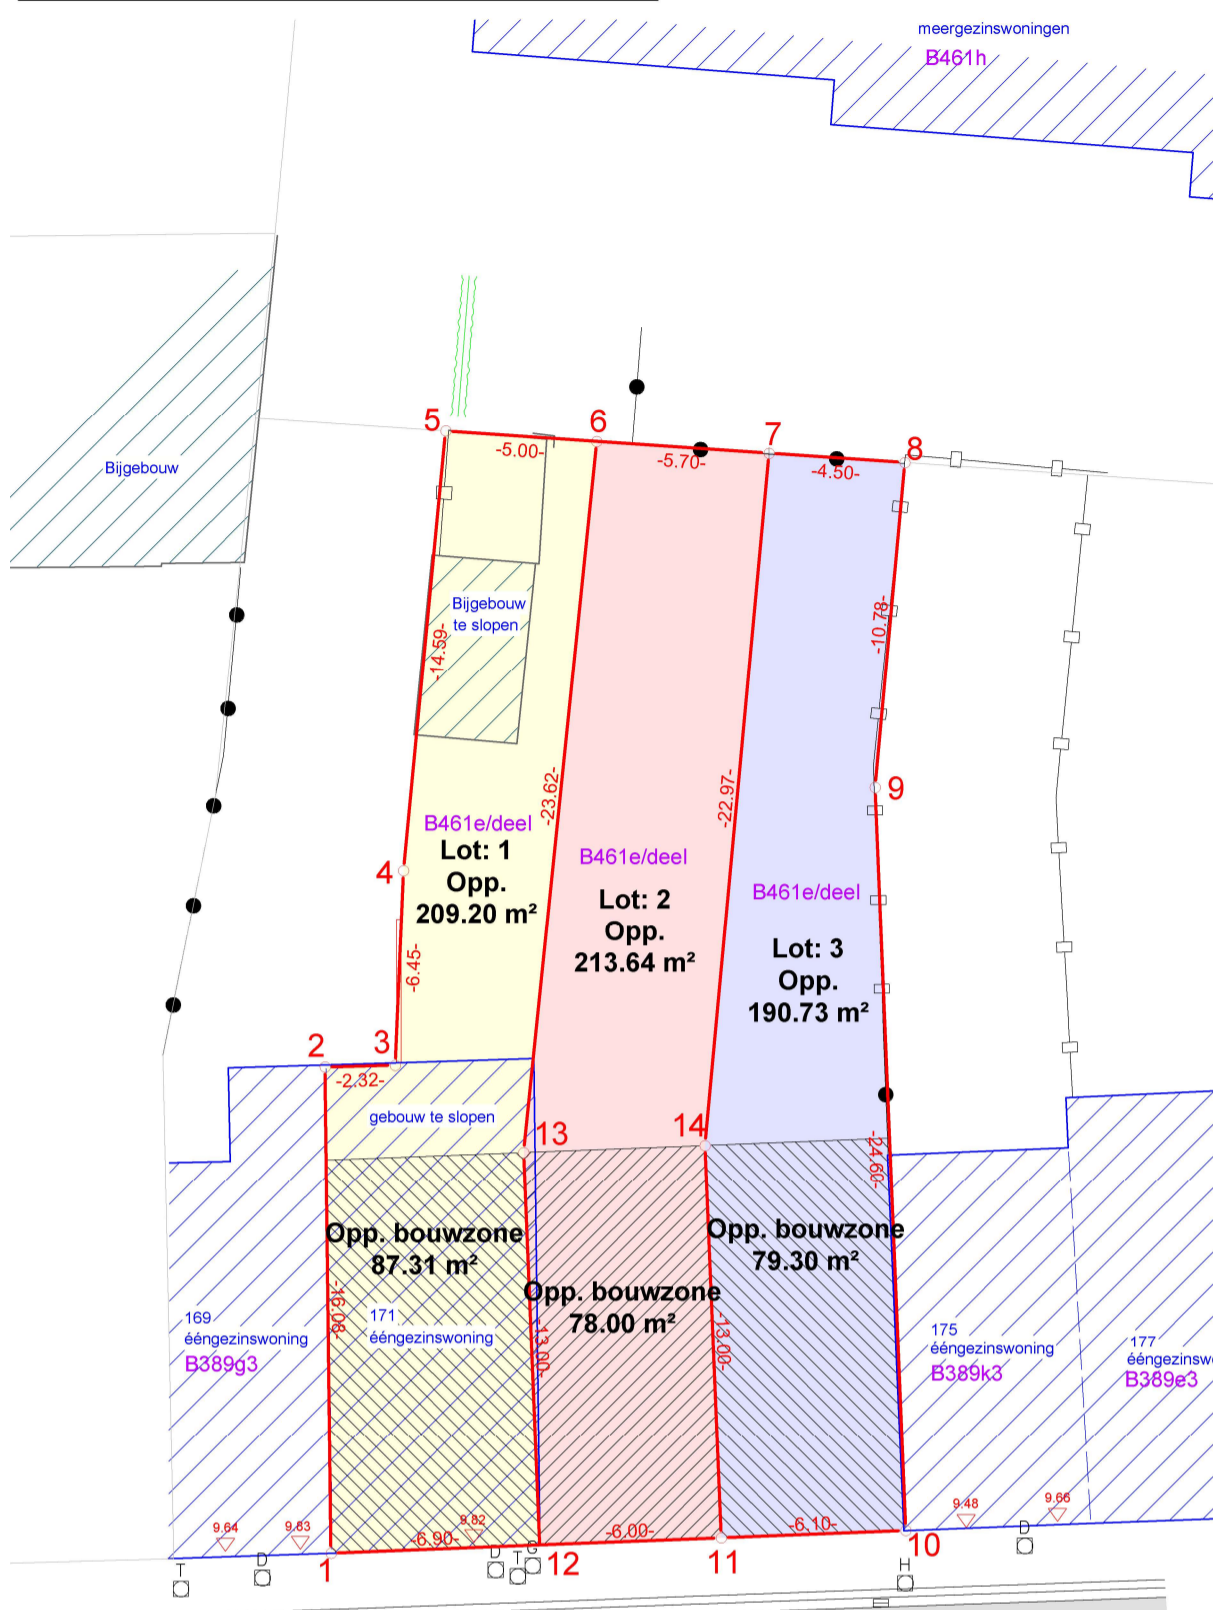 meergezinswoningen
B461h
5
6
7
8
-5.00-
-5.70-
-4.50-
Bijgebouw
Bijgebouw
te slopen
-14.59-
-10.78-
-23.62-
-22.97-
9
B461e/deel
Lot: 1
Opp.
209.20 m²
B461e/deel
Lot: 2
Opp.
213.64 m²
B461e/deel
Lot: 3
Opp.
190.73 m²
4
-6.45-
2
3
-2.32-
gebouw te slopen
13
14
-24.60-
Opp. bouwzone
87.31 m²
Opp. bouwzone
78.00 m²
Opp. bouwzone
79.30 m²
-16.08-
-13.00-
-13.00-
169
ééngezinswoning
B389g3
171
ééngezinswoning
175
ééngezinswoning
B389k3
177
ééngezinsw
B389e3
9.64
9.83
9.82
9.48
9.66
-6.90-
-6.00-
-6.10-
1
12
11
10
T
D
D
T
G
H
D